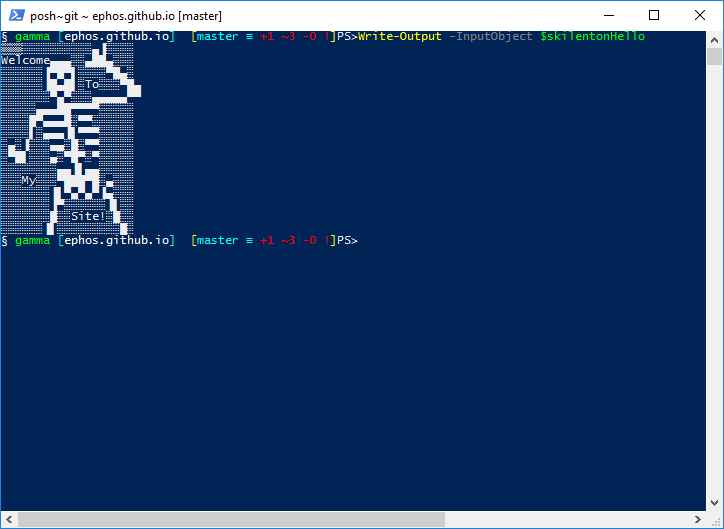 posh~git ~ ephos.github.io [master]
§ gamma [ephos.github.io]  [master ≡ +1 ~3 -0 !]PS>Write-Output -InputObject $skilentonHello
Welcome
To
My
Site!
§ gamma [ephos.github.io]  [master ≡ +1 ~3 -0 !]PS>